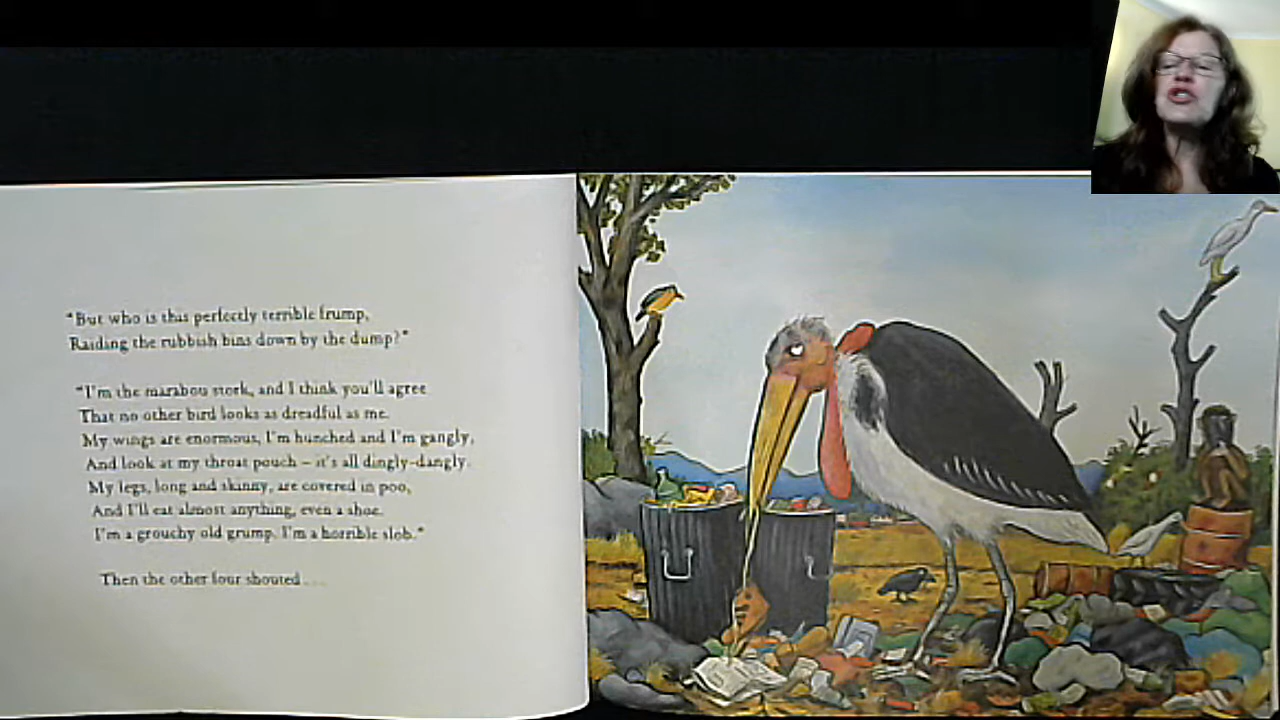 "But who is this perfectly terrible frump,
Raiding the rubbish bins down by the dump?"
"I'm the marabou stork, and I think you'll agree
That no other bird looks as dreadful as me.
My wings are enormous, I'm hunched and I'm gangly,
And look at my throat pouch – it's all dingly-dangly.
My legs, long and skinny, are covered in poo,
And I'll eat almost anything, even a shoe.
I'm a grouchy old grump. I'm a horrible slob."
Then the other four shouted . . .